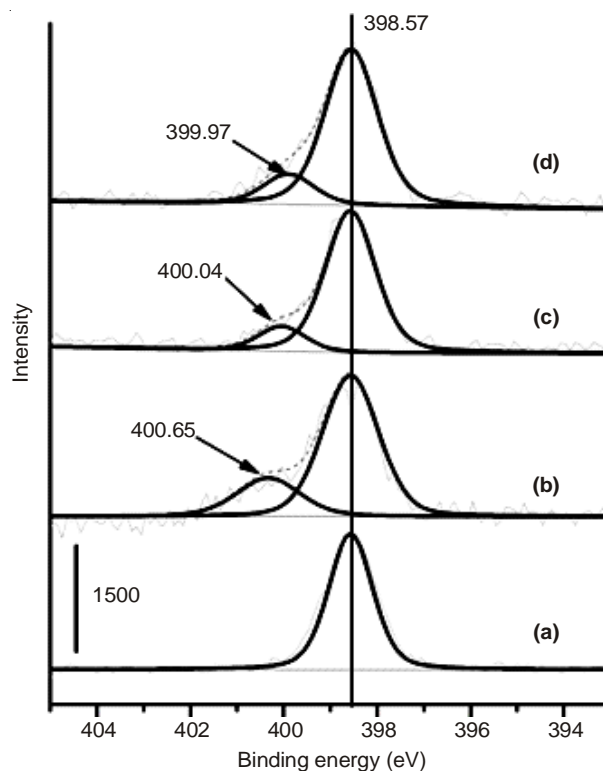 398.57
399.97
(d)
400.04
(c)
Intensity
400.65
(b)
1500
(a)
404 402 400 398 396 394
Binding energy (eV)